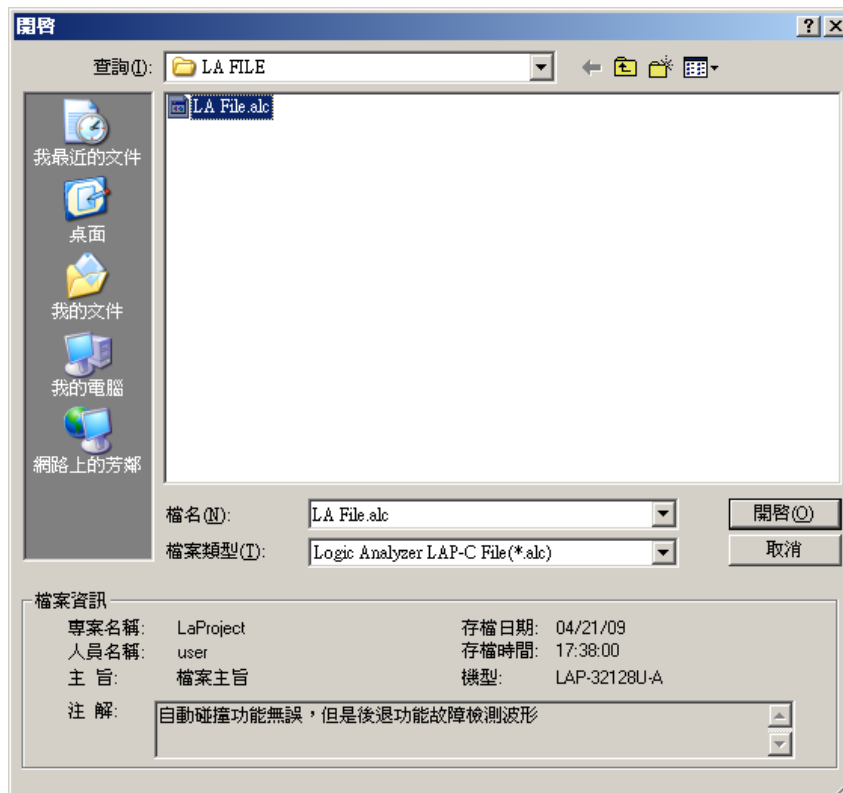 開啓
查詢(I):
LA FILE
LA File.alc
我最近的文件
桌面
我的文件
我的電腦
網路上的芳鄰
檔名(N):
LA File.alc
開啓(O)
檔案類型(T):
Logic Analyzer LAP-C File(*.alc)
取消
檔案資訊
專案名稱: LaProject 存檔日期: 04/21/09
人員名稱: user 存檔時間: 17:38:00
主 旨: 檔案主旨 機型: LAP-32128U-A
注 解: 自動碰撞功能無誤，但是後退功能故障檢測波形